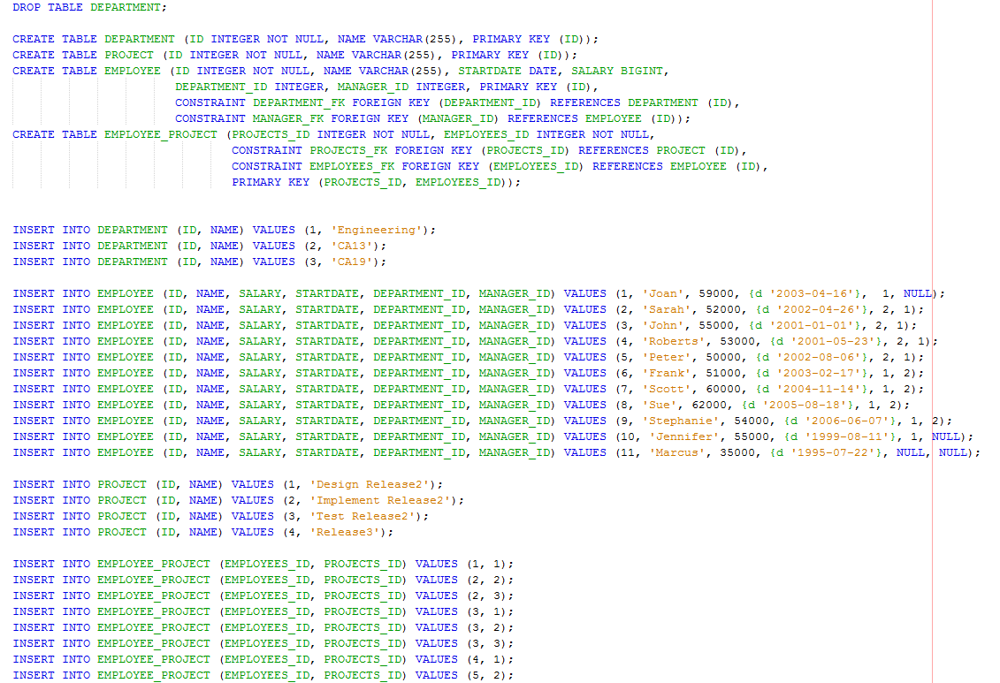 DROP TABLE DEPARTMENT;
CREATE TABLE DEPARTMENT (ID INTEGER NOT NULL, NAME VARCHAR(255), PRIMARY KEY (ID));
CREATE TABLE PROJECT (ID INTEGER NOT NULL, NAME VARCHAR(255), PRIMARY KEY (ID));
CREATE TABLE EMPLOYEE (ID INTEGER NOT NULL, NAME VARCHAR(255), STARTDATE DATE, SALARY BIGINT,
DEPARTMENT_ID INTEGER, MANAGER_ID INTEGER, PRIMARY KEY (ID),
CONSTRAINT DEPARTMENT_FK FOREIGN KEY (DEPARTMENT_ID) REFERENCES DEPARTMENT (ID),
CONSTRAINT MANAGER_FK FOREIGN KEY (MANAGER_ID) REFERENCES EMPLOYEE (ID));
CREATE TABLE EMPLOYEE_PROJECT (PROJECTS_ID INTEGER NOT NULL, EMPLOYEES_ID INTEGER NOT NULL,
CONSTRAINT PROJECTS_FK FOREIGN KEY (PROJECTS_ID) REFERENCES PROJECT (ID),
CONSTRAINT EMPLOYEES_FK FOREIGN KEY (EMPLOYEES_ID) REFERENCES EMPLOYEE (ID),
PRIMARY KEY (PROJECTS_ID, EMPLOYEES_ID));
INSERT INTO DEPARTMENT (ID, NAME) VALUES (1, 'Engineering');
INSERT INTO DEPARTMENT (ID, NAME) VALUES (2, 'CA13');
INSERT INTO DEPARTMENT (ID, NAME) VALUES (3, 'CA19');
INSERT INTO EMPLOYEE (ID, NAME, SALARY, STARTDATE, DEPARTMENT_ID, MANAGER_ID) VALUES (1, 'Joan', 59000, {d '2003-04-16'},  1, NULL);
INSERT INTO EMPLOYEE (ID, NAME, SALARY, STARTDATE, DEPARTMENT_ID, MANAGER_ID) VALUES (2, 'Sarah', 52000, {d '2002-04-26'}, 2, 1);
INSERT INTO EMPLOYEE (ID, NAME, SALARY, STARTDATE, DEPARTMENT_ID, MANAGER_ID) VALUES (3, 'John', 55000, {d '2001-01-01'}, 2, 1);
INSERT INTO EMPLOYEE (ID, NAME, SALARY, STARTDATE, DEPARTMENT_ID, MANAGER_ID) VALUES (4, 'Roberts', 53000, {d '2001-05-23'}, 2, 1);
INSERT INTO EMPLOYEE (ID, NAME, SALARY, STARTDATE, DEPARTMENT_ID, MANAGER_ID) VALUES (5, 'Peter', 50000, {d '2002-08-06'}, 2, 1);
INSERT INTO EMPLOYEE (ID, NAME, SALARY, STARTDATE, DEPARTMENT_ID, MANAGER_ID) VALUES (6, 'Frank', 51000, {d '2003-02-17'}, 1, 2);
INSERT INTO EMPLOYEE (ID, NAME, SALARY, STARTDATE, DEPARTMENT_ID, MANAGER_ID) VALUES (7, 'Scott', 60000, {d '2004-11-14'}, 1, 2);
INSERT INTO EMPLOYEE (ID, NAME, SALARY, STARTDATE, DEPARTMENT_ID, MANAGER_ID) VALUES (8, 'Sue', 62000, {d '2005-08-18'}, 1, 2);
INSERT INTO EMPLOYEE (ID, NAME, SALARY, STARTDATE, DEPARTMENT_ID, MANAGER_ID) VALUES (9, 'Stephanie', 54000, {d '2006-06-07'}, 1, 2);
INSERT INTO EMPLOYEE (ID, NAME, SALARY, STARTDATE, DEPARTMENT_ID, MANAGER_ID) VALUES (10, 'Jennifer', 55000, {d '1999-08-11'}, 1, NULL);
INSERT INTO EMPLOYEE (ID, NAME, SALARY, STARTDATE, DEPARTMENT_ID, MANAGER_ID) VALUES (11, 'Marcus', 35000, {d '1995-07-22'}, NULL, NULL);
INSERT INTO PROJECT (ID, NAME) VALUES (1, 'Design Release2');
INSERT INTO PROJECT (ID, NAME) VALUES (2, 'Implement Release2');
INSERT INTO PROJECT (ID, NAME) VALUES (3, 'Test Release2');
INSERT INTO PROJECT (ID, NAME) VALUES (4, 'Release3');
INSERT INTO EMPLOYEE_PROJECT (EMPLOYEES_ID, PROJECTS_ID) VALUES (1, 1);
INSERT INTO EMPLOYEE_PROJECT (EMPLOYEES_ID, PROJECTS_ID) VALUES (2, 2);
INSERT INTO EMPLOYEE_PROJECT (EMPLOYEES_ID, PROJECTS_ID) VALUES (2, 3);
INSERT INTO EMPLOYEE_PROJECT (EMPLOYEES_ID, PROJECTS_ID) VALUES (3, 1);
INSERT INTO EMPLOYEE_PROJECT (EMPLOYEES_ID, PROJECTS_ID) VALUES (3, 2);
INSERT INTO EMPLOYEE_PROJECT (EMPLOYEES_ID, PROJECTS_ID) VALUES (3, 3);
INSERT INTO EMPLOYEE_PROJECT (EMPLOYEES_ID, PROJECTS_ID) VALUES (4, 1);
INSERT INTO EMPLOYEE_PROJECT (EMPLOYEES_ID, PROJECTS_ID) VALUES (5, 2);